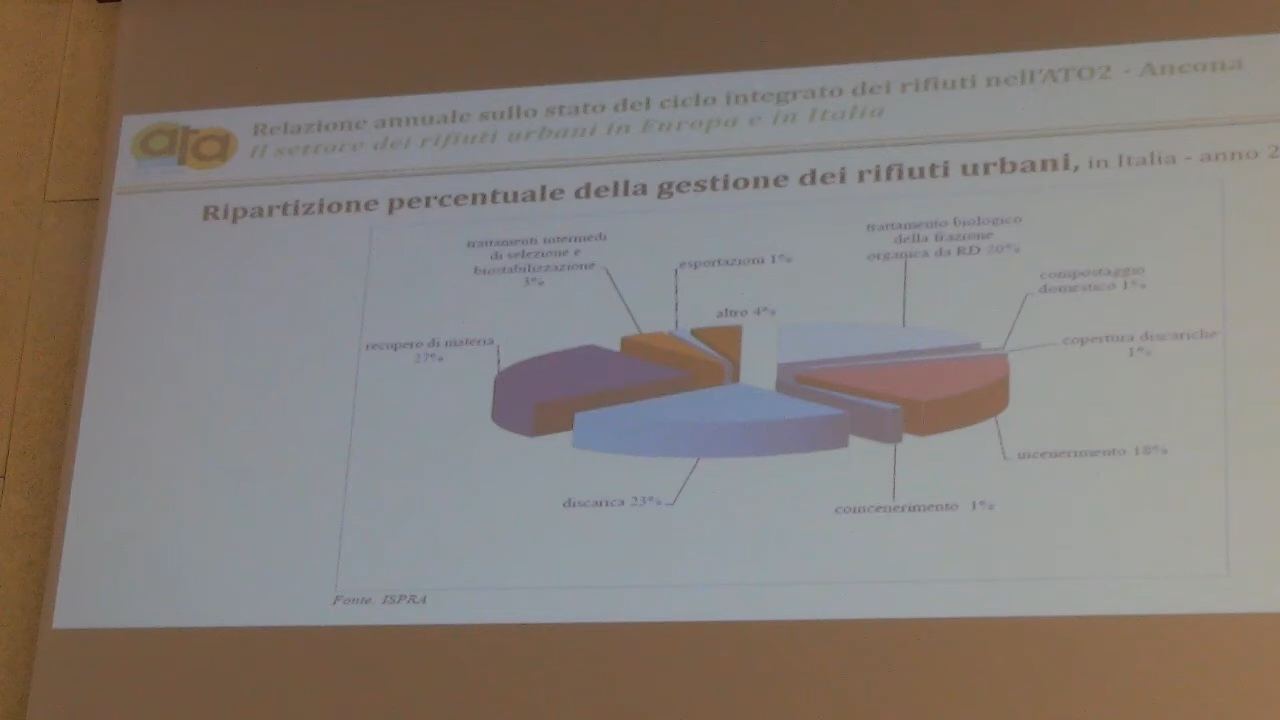 ata
Relazione annuale sullo stato del ciclo integrato dei rifiuti nell'ATO2 - Ancona
Il settore dei rifiuti urbani in Europa e in Italia
Ripartizione percentuale della gestione dei rifiuti urbani, in Italia - anno 2
trattamenti intermedi
di selezione e
biostabilizzazione
3%
esportazioni 1%
altro 4%
trattamento biologico
della frazione
organica da RD 20%
compostaggio
domestico 1%
copertura discariche
1%
recupero di materia
27%
incenerimento 18%
discarica 23%
coincenerimento 1%
Fonte. ISPRA